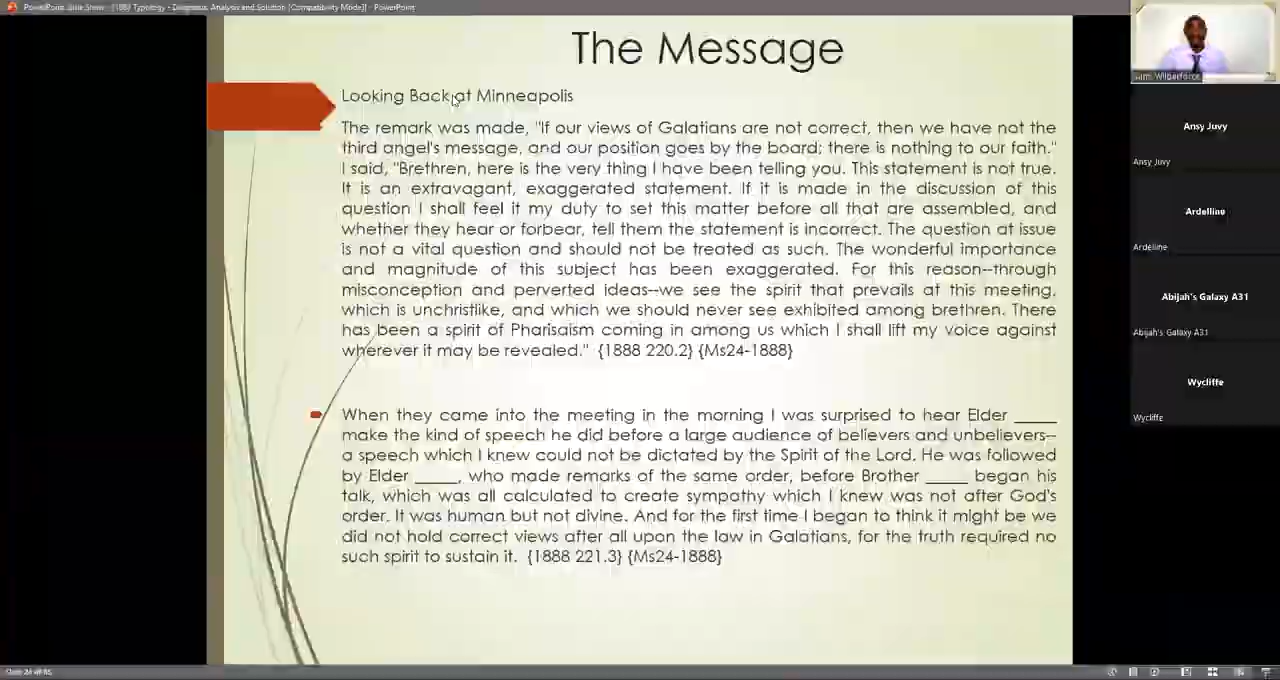 PowerPoint Slide Show - [1888 Typology - Diagnosis, Analysis and Solution [Compatibility Mode]] - PowerPoint
The Message
Looking Back at Minneapolis
The remark was made, "If our views of Galatians are not correct, then we have not the
third angel's message, and our position goes by the board; there is nothing to our faith."
I said, "Brethren, here is the very thing I have been telling you. This statement is not true.
It is an extravagant, exaggerated statement. If it is made in the discussion of this
question I shall feel it my duty to set this matter before all that are assembled, and
whether they hear or forbear, tell them the statement is incorrect. The question at issue
is not a vital question and should not be treated as such. The wonderful importance
and magnitude of this subject has been exaggerated. For this reason--through
misconception and perverted ideas--we see the spirit that prevails at this meeting,
which is unchristlike, and which we should never see exhibited among brethren. There
has been a spirit of Pharisaism coming in among us which I shall lift my voice against
wherever it may be revealed." {1888 220.2} {Ms24-1888}
When they came into the meeting in the morning I was surprised to hear Elder _____
make the kind of speech he did before a large audience of believers and unbelievers--
a speech which I knew could not be dictated by the Spirit of the Lord. He was followed
by Elder _____, who made remarks of the same order, before Brother _____ began his
talk, which was all calculated to create sympathy which I knew was not after God's
order. It was human but not divine. And for the first time I began to think it might be we
did not hold correct views after all upon the law in Galatians, for the truth required no
such spirit to sustain it. {1888 221.3} {Ms24-1888}
Sami Wilberforce
Ansy Juvy
Ansy Juvy
Ardelline
Ardelline
Abijah's Galaxy A31
Abijah's Galaxy A31
Wycliffe
Wycliffe